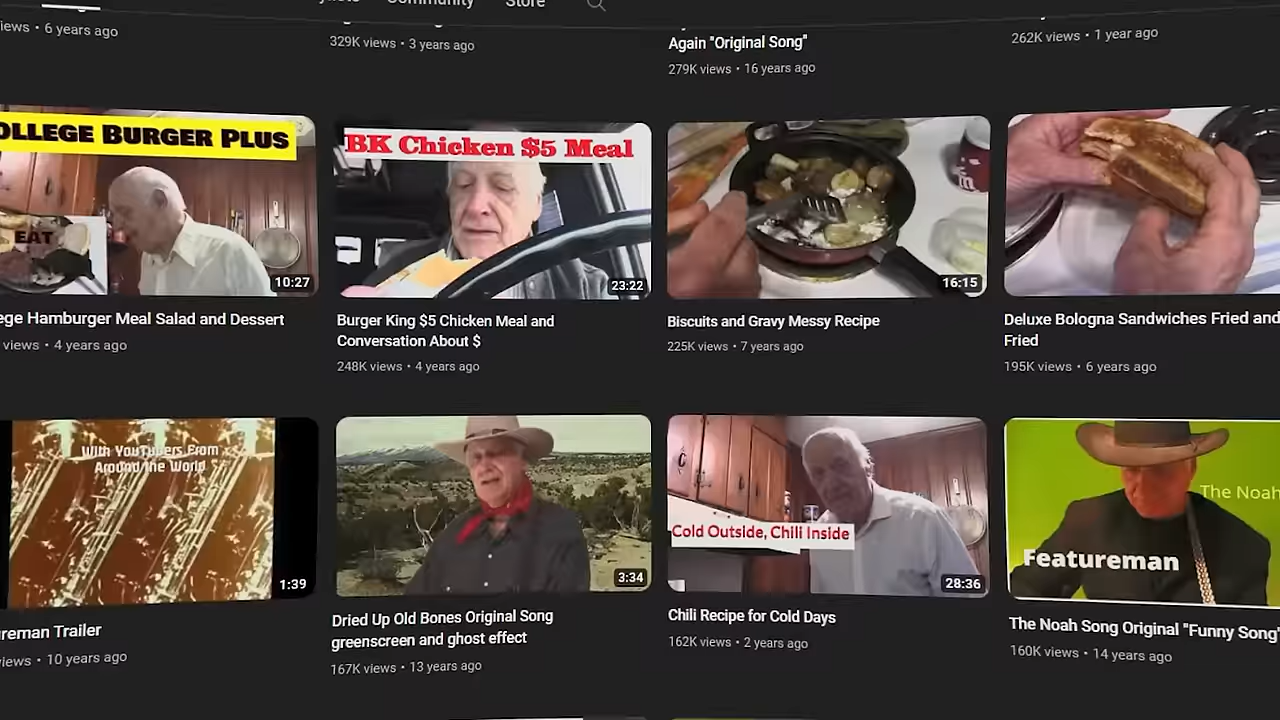 Community
Store
views • 6 years ago
329K views • 3 years ago
Again "Original Song"
279K views • 16 years ago
262K views • 1 year ago
OLLEGE BURGER PLUS
EAT
10:27
ege Hamburger Meal Salad and Dessert
views • 4 years ago
BK Chicken $5 Meal
23:22
Burger King $5 Chicken Meal and
Conversation About $
248K views • 4 years ago
16:15
Biscuits and Gravy Messy Recipe
225K views • 7 years ago
Deluxe Bologna Sandwiches Fried and
Fried
195K views • 6 years ago
With YouTubers From
Around the World
1:39
reman Trailer
views • 10 years ago
3:34
Dried Up Old Bones Original Song
greenscreen and ghost effect
167K views • 13 years ago
Cold Outside, Chili Inside
28:36
Chili Recipe for Cold Days
162K views • 2 years ago
The Noah
Featureman
The Noah Song Original "Funny Song"
160K views • 14 years ago